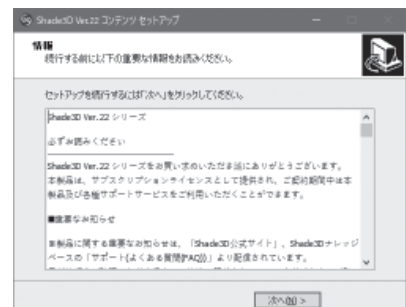 Shade3D Ver.22 コンテンツ セットアップ
情報
続行する前に以下の重要な情報をお読みください。
セットアップを続行するには「次へ」をクリックしてください。
Shade3D Ver.22 シリーズ
必ずお読みください
Shade3D Ver.22 シリーズをお買い求めいただき誠にありがとうございます。
本製品は、サブスクリプションライセンスとして提供され、ご契約期間中は本
製品及び各種サポートサービスをご利用いただくことができます。
■重要なお知らせ
本製品に関する重要なお知らせは、「Shade3D公式サイト」、Shade3Dナレッジ
ベースの「サポート(よくある質問(FAQ))」より配信されています。
次へ(N) >